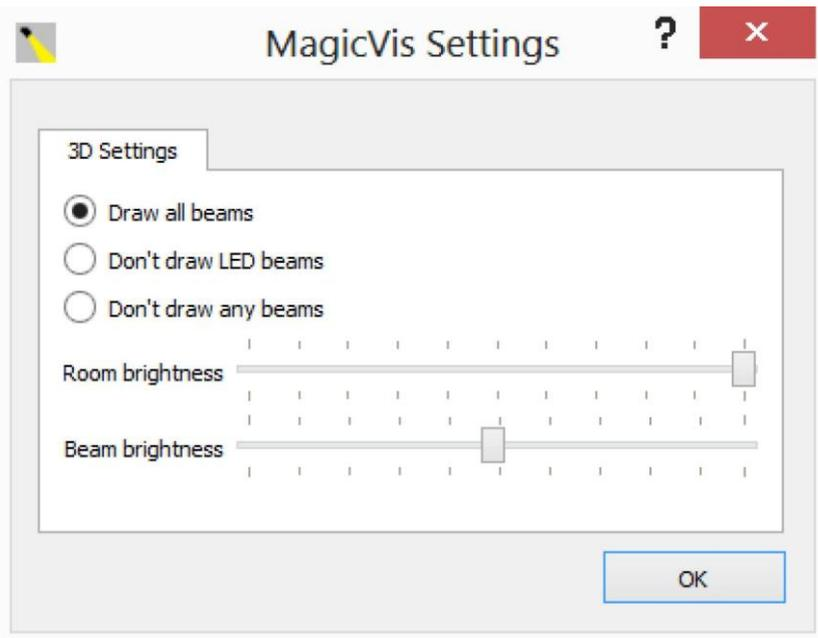 MagicVis Settings
?
×
3D Settings
Draw all beams
Don't draw LED beams
Don't draw any beams
Room brightness
Beam brightness
OK